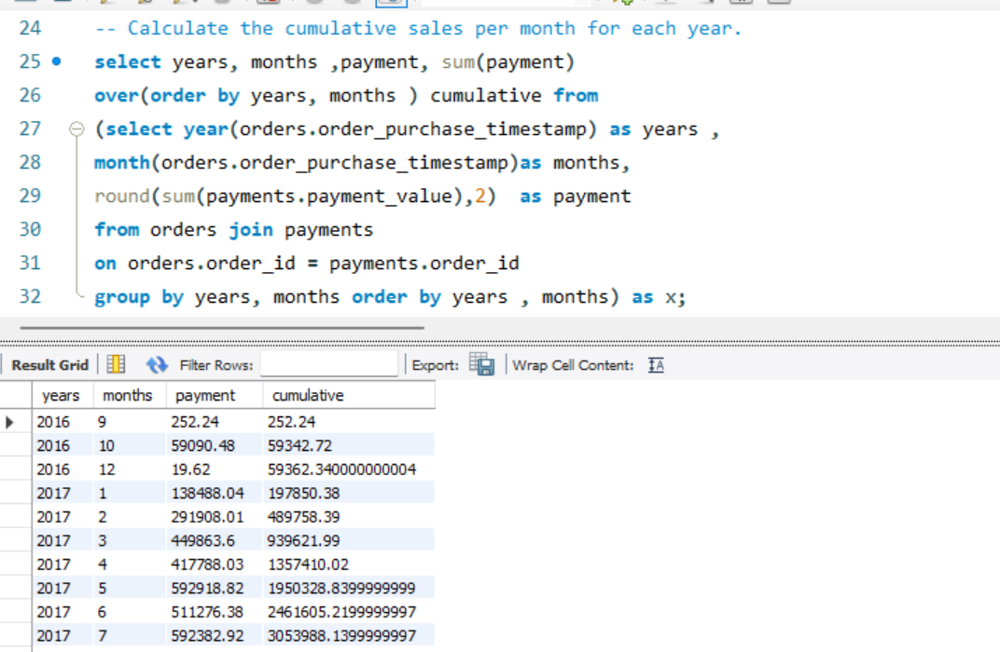 24 -- Calculate the cumulative sales per month for each year.
25 select years, months ,payment, sum(payment)
26 over(order by years, months ) cumulative from
27 (select year(orders.order_purchase_timestamp) as years ,
28 month(orders.order_purchase_timestamp)as months,
29 round(sum(payments.payment_value),2)  as payment
30 from orders join payments
31 on orders.order_id = payments.order_id
32 group by years, months order by years , months) as x;
Result Grid Filter Rows: Export: Wrap Cell Content: IA
years months payment cumulative
2016 9 252.24 252.24
2016 10 59090.48 59342.72
2016 12 19.62 59362.340000000004
2017 1 138488.04 197850.38
2017 2 291908.01 489758.39
2017 3 449863.6 939621.99
2017 4 417788.03 1357410.02
2017 5 592918.82 1950328.8399999999
2017 6 511276.38 2461605.2199999997
2017 7 592382.92 3053988.1399999997